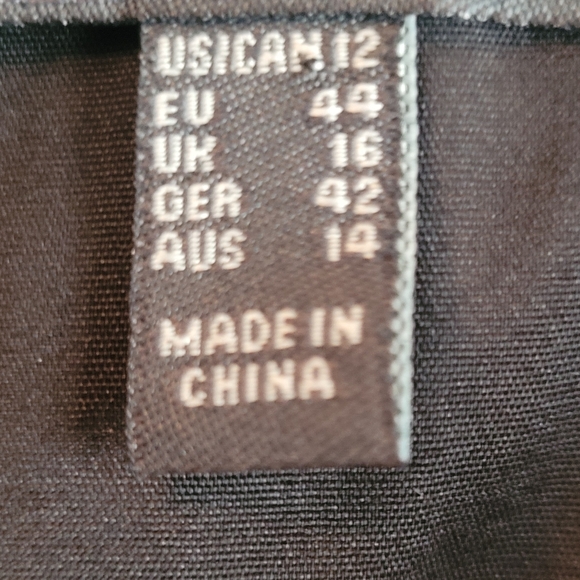 US/CAN 12
EU 44
UK 16
GER 42
AUS 14
MADE IN
CHINA